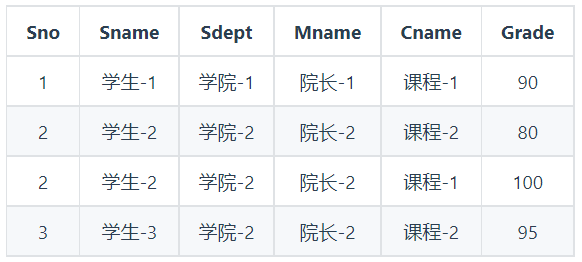 Sno Sname Sdept Mname Cname Grade
1 学生-1 学院-1 院长-1 课程-1 90
2 学生-2 学院-2 院长-2 课程-2 80
2 学生-2 学院-2 院长-2 课程-1 100
3 学生-3 学院-2 院长-2 课程-2 95